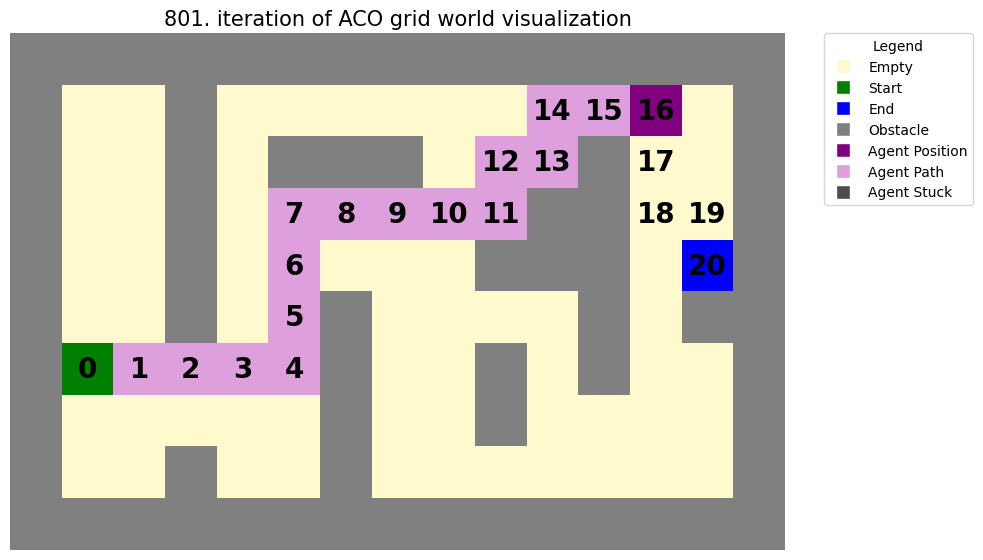 801. iteration of ACO grid world visualization
Legend
Empty
Start
End
Obstacle
Agent Position
Agent Path
Agent Stuck
14 15 16
12 13 17
7 8 9 10 11 18 19
6 20
5
0 1 2 3 4